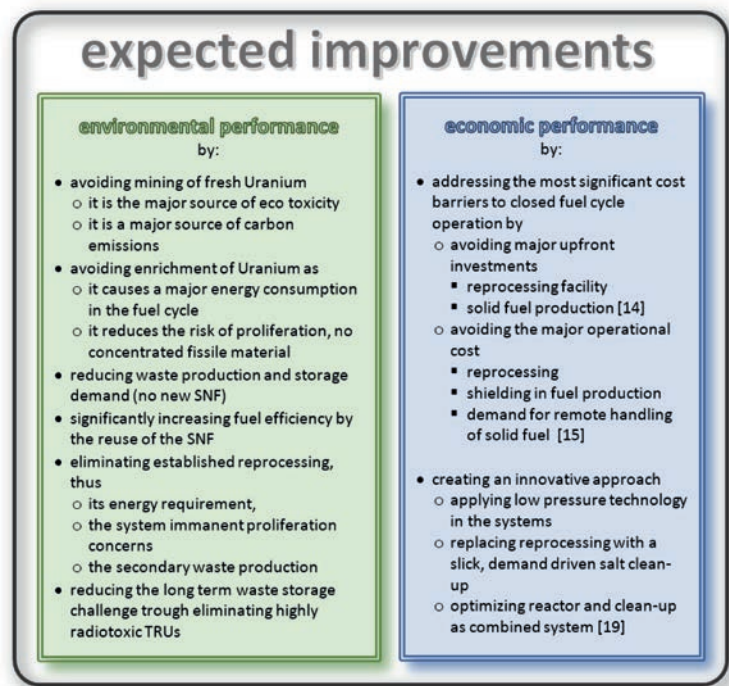 expected improvements
environmental performance
by:
• avoiding mining of fresh Uranium
o it is the major source of eco toxicity
o it is a major source of carbon
emissions
• avoiding enrichment of Uranium as
o it causes a major energy consumption
in the fuel cycle
o it reduces the risk of proliferation, no
concentrated fissile material
• reducing waste production and storage
demand (no new SNF)
• significantly increasing fuel efficiency by
the reuse of the SNF
• eliminating established reprocessing,
thus
o its energy requirement,
o the system immanent proliferation
concerns
o the secondary waste production
• reducing the long term waste storage
challenge trough eliminating highly
radiotoxic TRUs
economic performance
by:
• addressing the most significant cost
barriers to closed fuel cycle
operation by
o avoiding major upfront
investments
▪ reprocessing facility
▪ solid fuel production [14]
o avoiding the major operational
cost
▪ reprocessing
▪ shielding in fuel production
▪ demand for remote handling
of solid fuel [15]
• creating an innovative approach
o applying low pressure technology
in the systems
o replacing reprocessing with a
slick, demand driven salt clean-
up
o optimizing reactor and clean-up
as combined system [19]